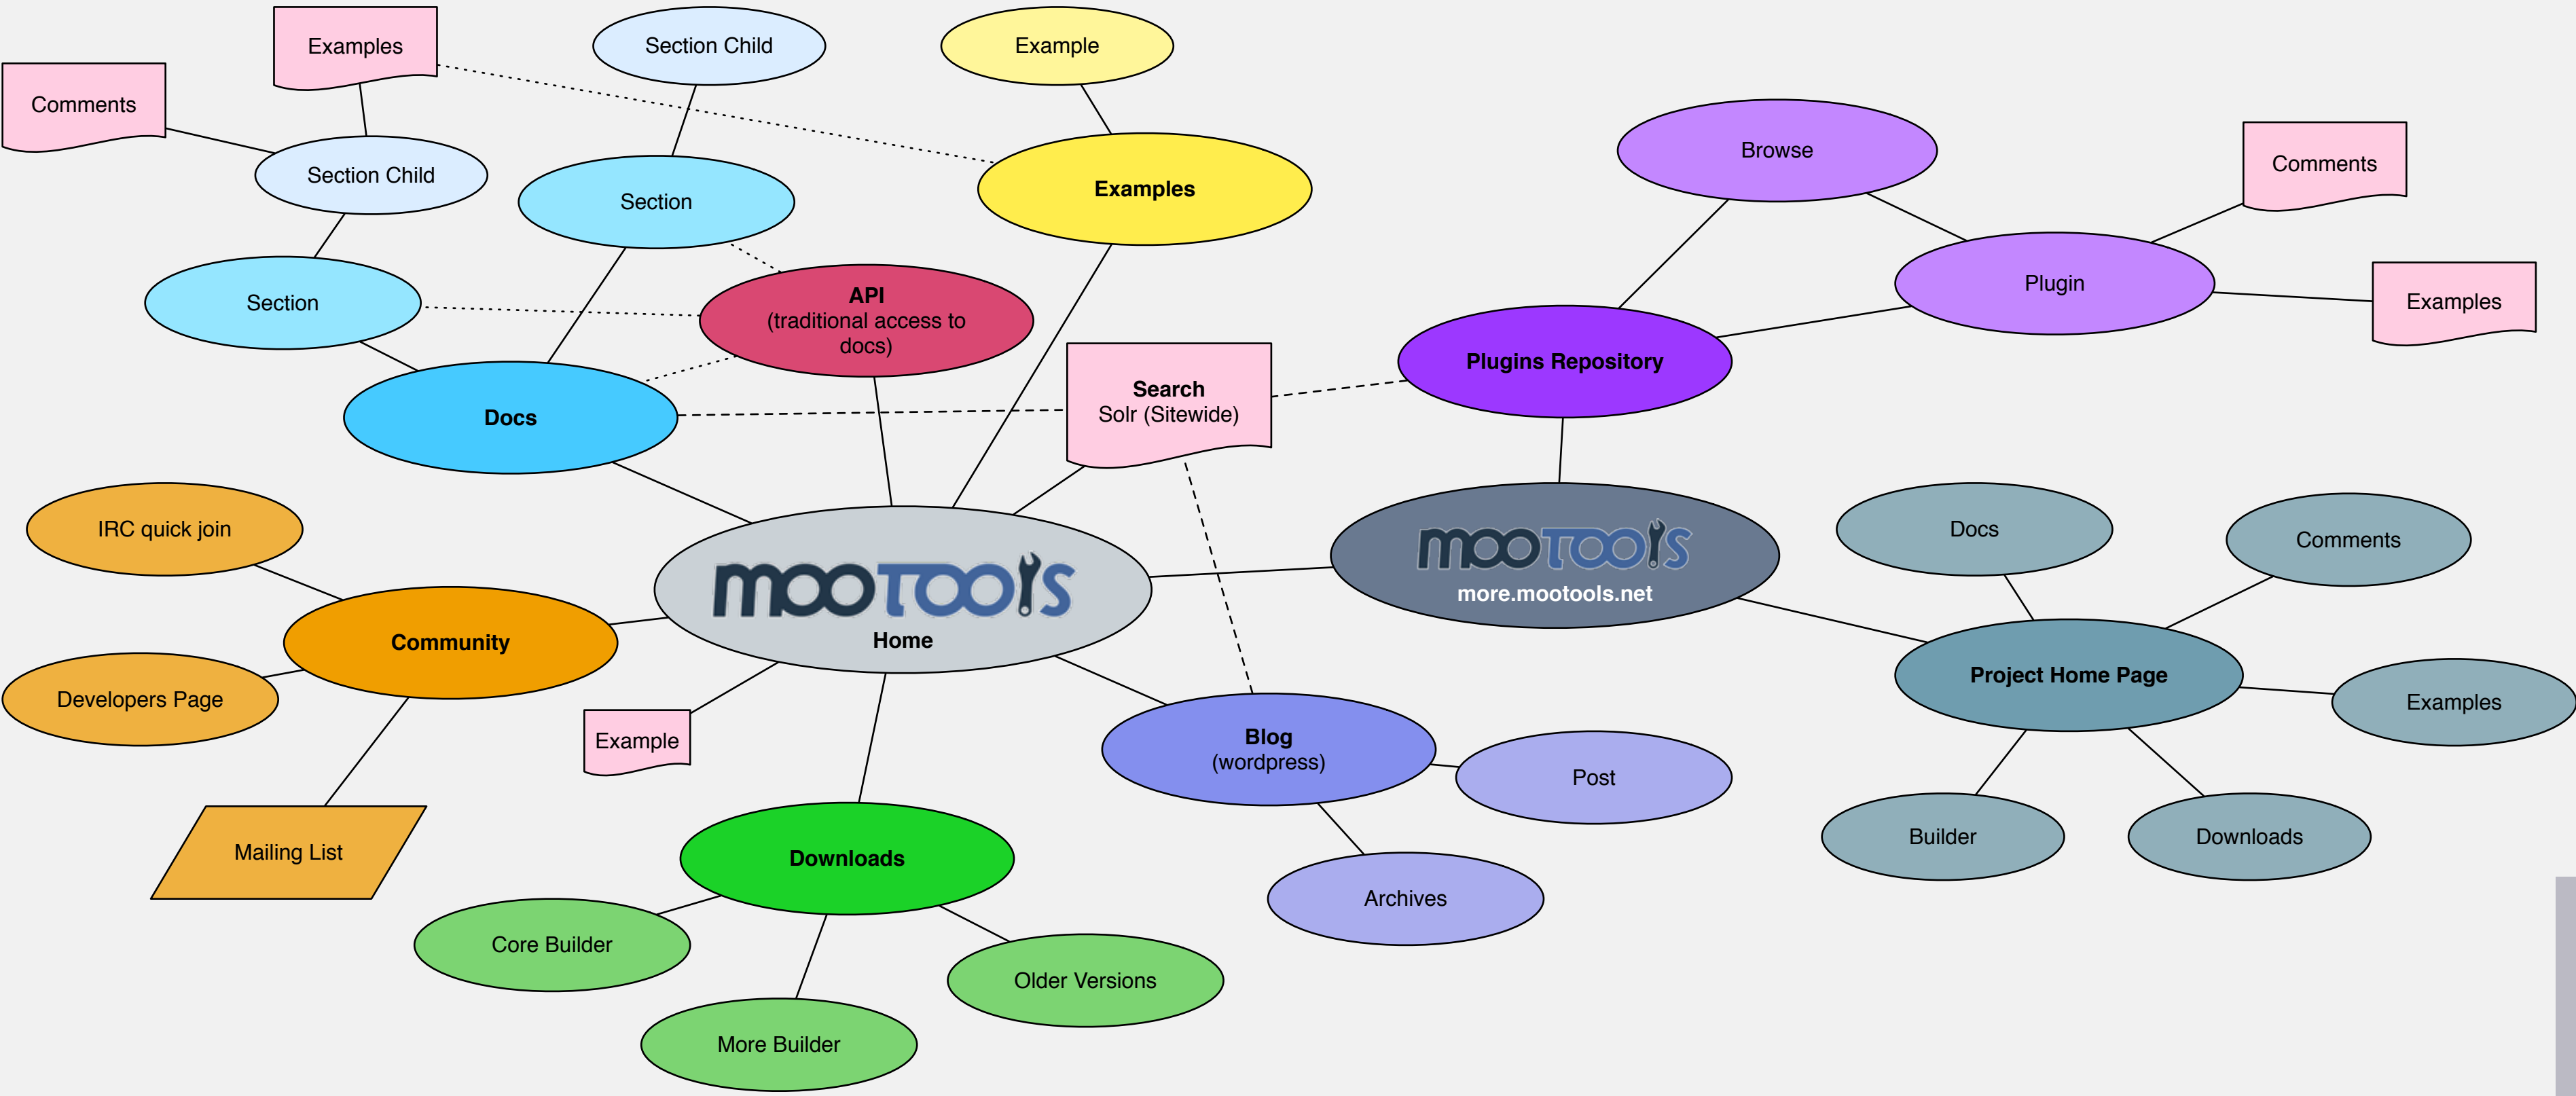 Examples
Section Child
Example
Comments
Browse
Comments
Section Child
Section
Examples
Plugin
Section
API
(traditional access to
docs)
Examples
Plugins Repository
Search
Solr (Sitewide)
Docs
IRC quick join
Docs
Comments
mootools
more.mootools.net
mootools
Home
Community
Project Home Page
Developers Page
Examples
Example
Blog
(wordpress)
Post
Mailing List
Downloads
Builder
Downloads
Archives
Core Builder
Older Versions
More Builder